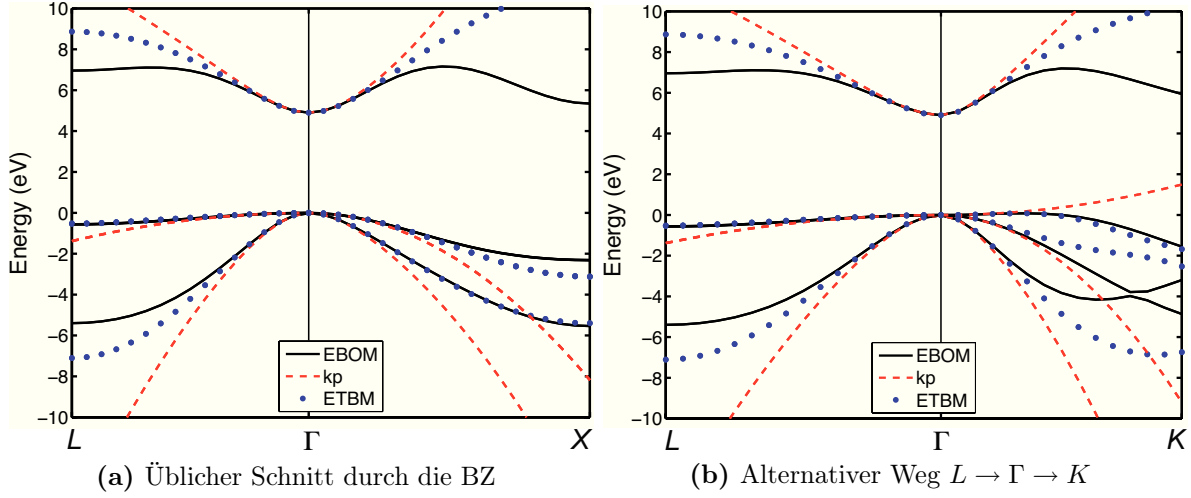 10
8
6
4
2
0
−2
−4
−6
−8
−10
Energy (eV)
EBOM
kp
ETBM
L Γ X
(a) Üblicher Schnitt durch die BZ
10
8
6
4
2
0
−2
−4
−6
−8
−10
Energy (eV)
EBOM
kp
ETBM
L Γ K
(b) Alternativer Weg L → Γ → K